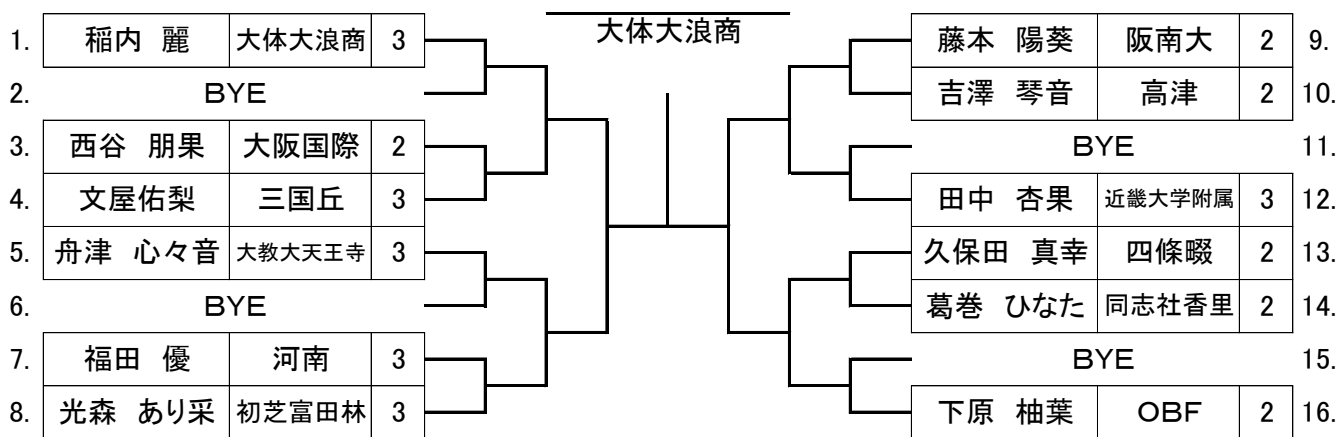 大体大浪商
1. 稲内 麗 大体大浪商 3
2. BYE
3. 西谷 朋果 大阪国際 2
4. 文屋佑梨 三国丘 3
5. 舟津 心々音 大教大天王寺 3
6. BYE
7. 福田 優 河南 3
8. 光森 あり采 初芝富田林 3
藤本 陽葵 阪南大 2 9.
吉澤 琴音 高津 2 10.
BYE 11.
田中 杏果 近畿大学附属 3 12.
久保田 真幸 四條畷 2 13.
葛巻 ひなた 同志社香里 2 14.
BYE 15.
下原 柚葉 OBF 2 16.